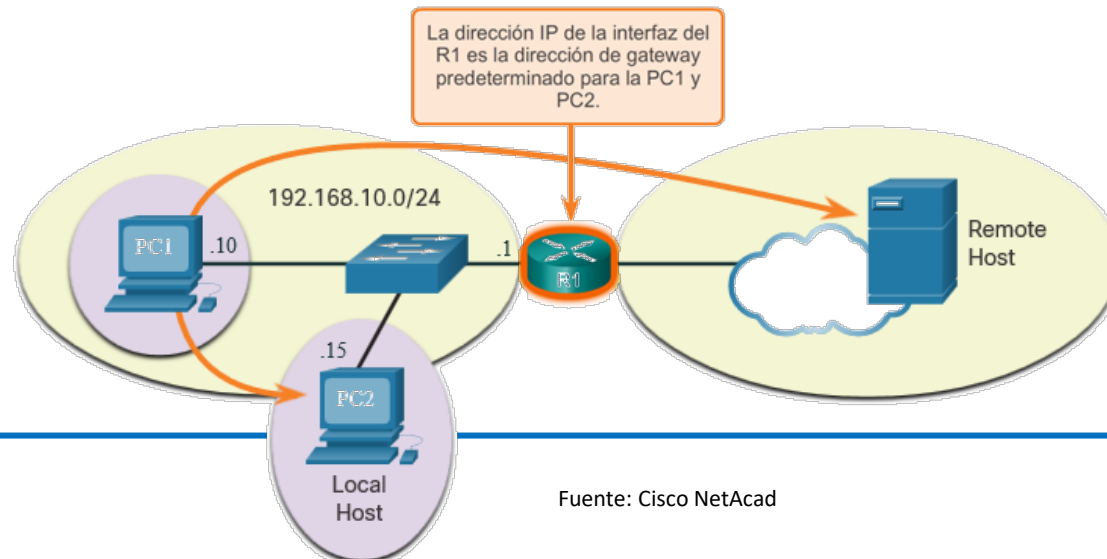 La dirección IP de la interfaz del
R1 es la dirección de gateway
predeterminado para la PC1 y
PC2.
192.168.10.0/24
PC1
.10
.1
R1
Remote
Host
.15
PC2
Local
Host
Fuente: Cisco NetAcad